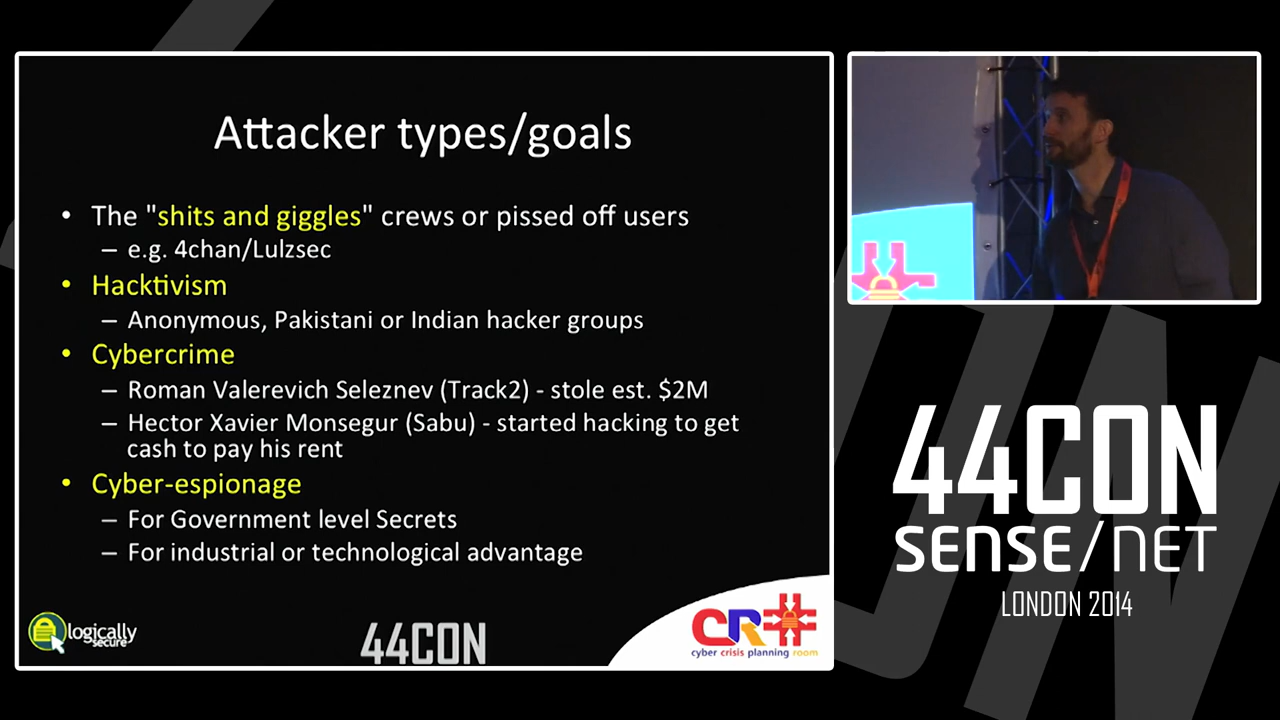 Attacker types/goals
• The "shits and giggles" crews or pissed off users
– e.g. 4chan/Lulzsec
• Hacktivism
– Anonymous, Pakistani or Indian hacker groups
• Cybercrime
– Roman Valerevich Seleznev (Track2) - stole est. $2M
– Hector Xavier Monsegur (Sabu) - started hacking to get
cash to pay his rent
• Cyber-espionage
– For Government level Secrets
– For industrial or technological advantage
logically
secure
44CON
CR
cyber crisis planning room
44CON
SENSE/NET
LONDON 2014